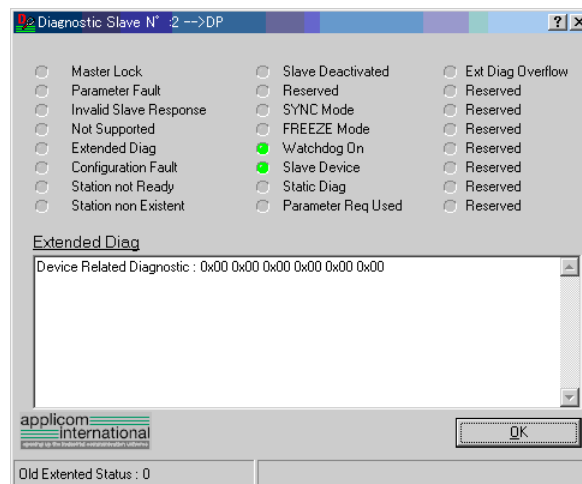 Diagnostic Slave N° :2 -->DP
Master Lock
Parameter Fault
Invalid Slave Response
Not Supported
Extended Diag
Configuration Fault
Station not Ready
Station non Existent
Slave Deactivated
Reserved
SYNC Mode
FREEZE Mode
Watchdog On
Slave Device
Static Diag
Parameter Req Used
Ext Diag Overflow
Reserved
Reserved
Reserved
Reserved
Reserved
Reserved
Reserved
Extended Diag
Device Related Diagnostic : 0x00 0x00 0x00 0x00 0x00 0x00
applicom
international
OK
Old Extented Status : 0